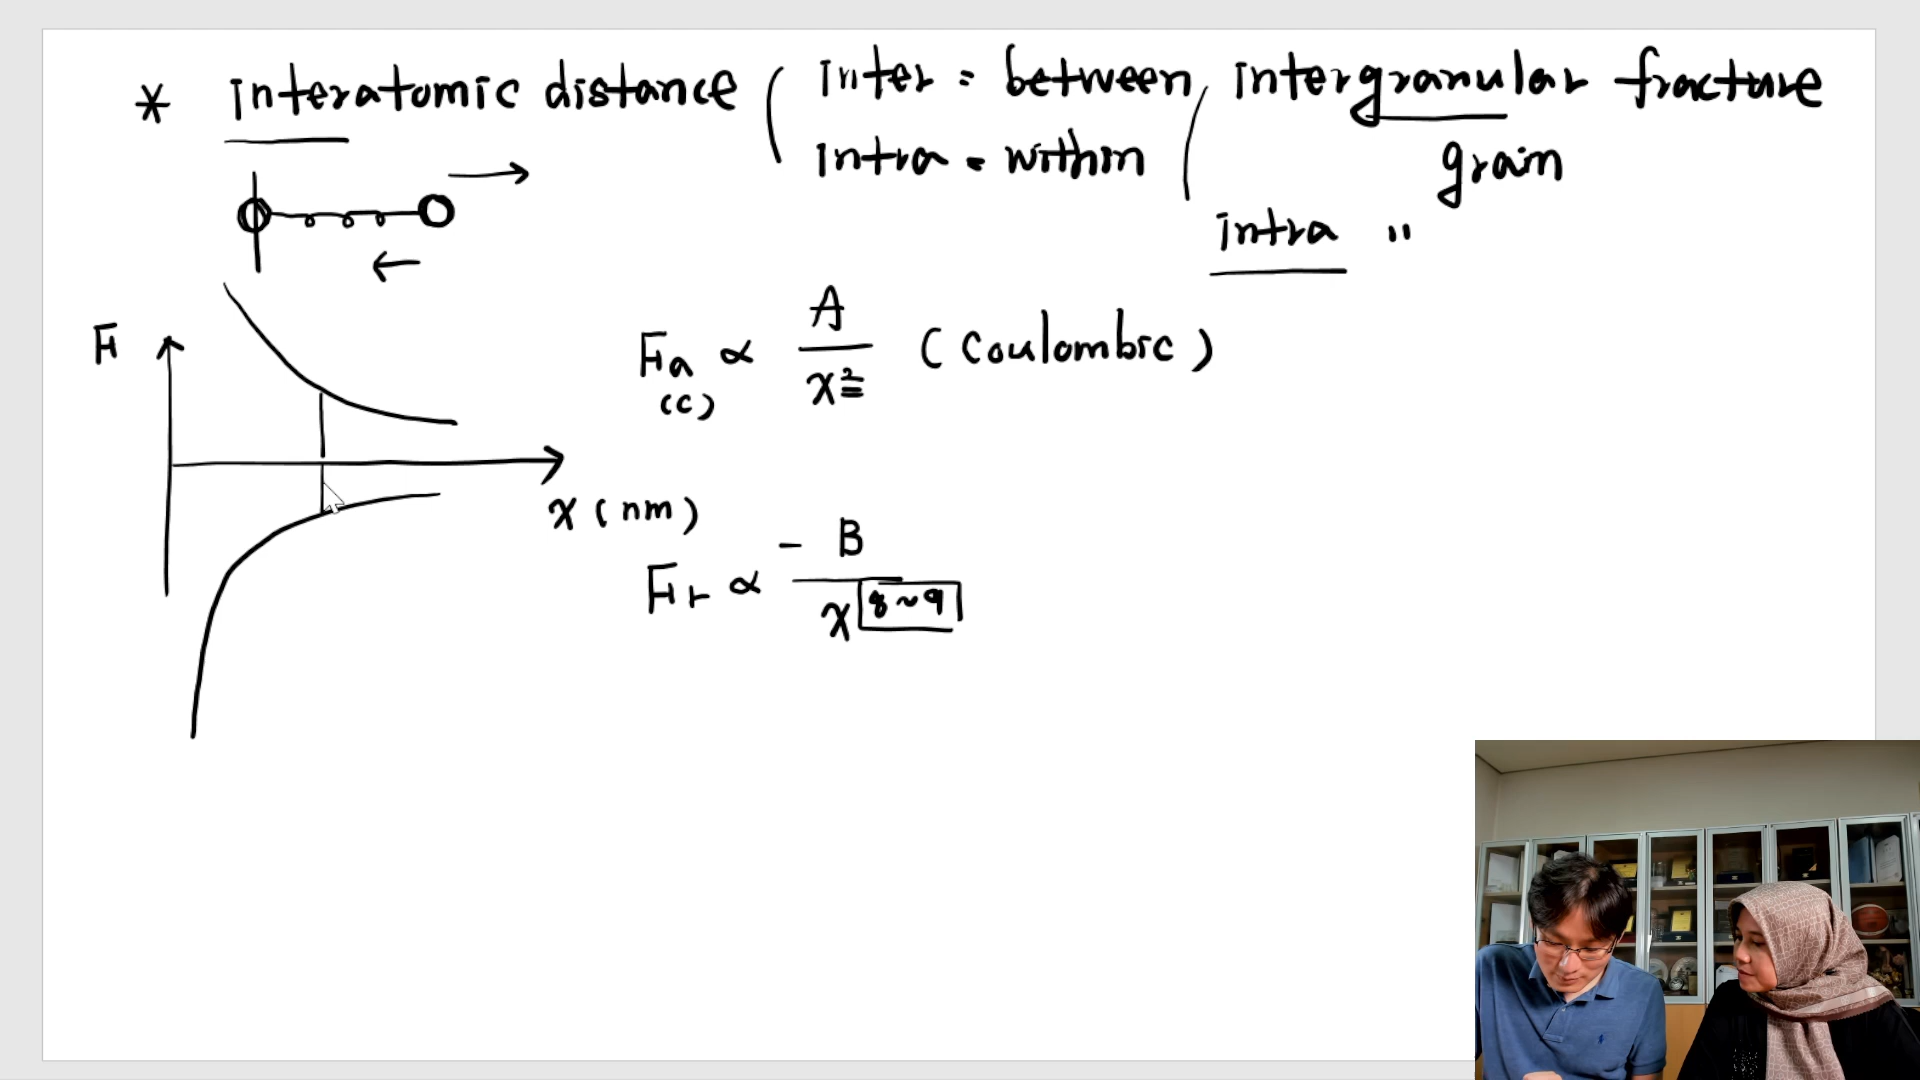 * interatomic distance ( inter = between / intergranular fracture
intra = within
grain
intra "
F
Fa ∝ A / x² (Coulombic)
(c)
x (nm)
Fr ∝ - B / x^8~9